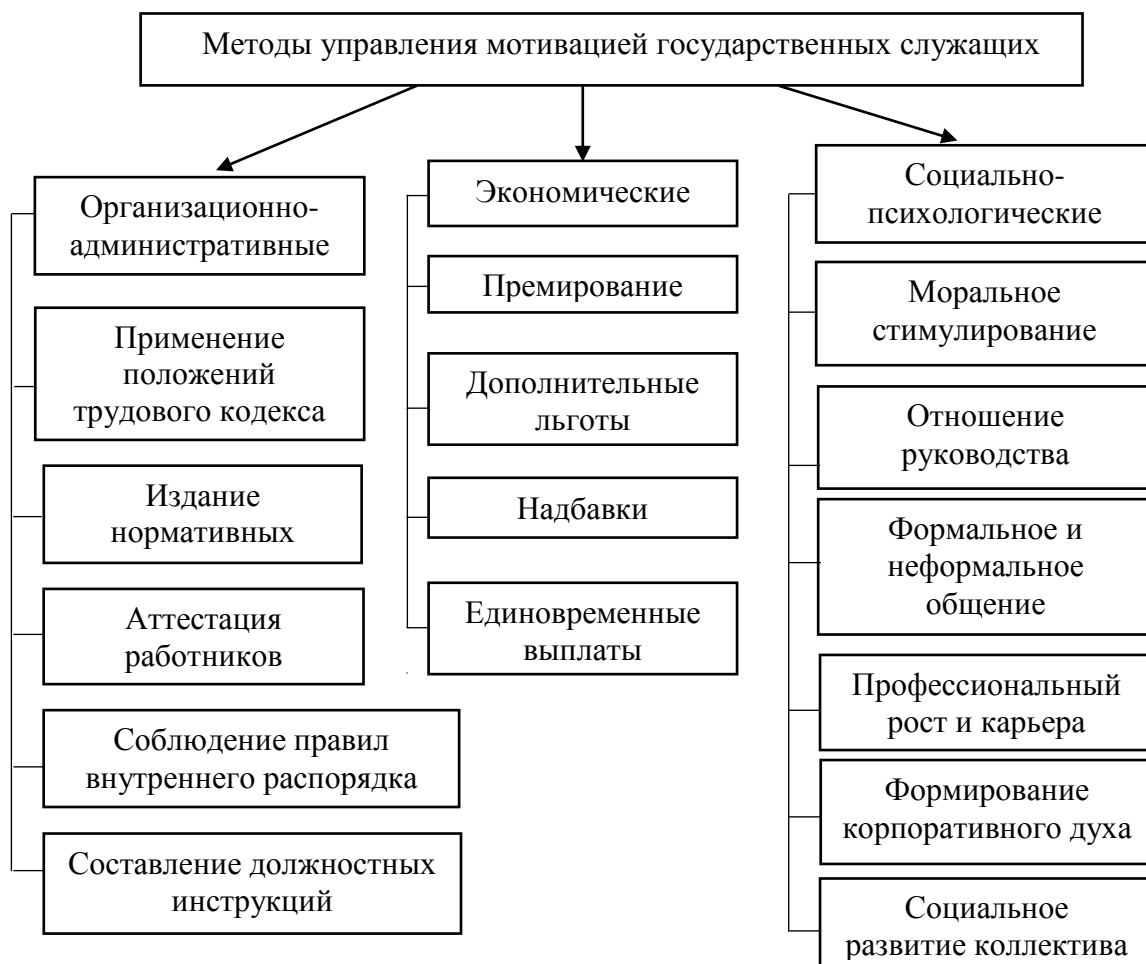 Методы управления мотивацией государственных служащих
Организационно-
административные
Применение
положений
трудового кодекса
Издание
нормативных
Аттестация
работников
Соблюдение правил
внутреннего распорядка
Составление должностных
инструкций
Экономические
Премирование
Дополнительные
льготы
Надбавки
Единовременные
выплаты
Социально-
психологические
Моральное
стимулирование
Отношение
руководства
Формальное и
неформальное
общение
Профессиональный
рост и карьера
Формирование
корпоративного духа
Социальное
развитие коллектива